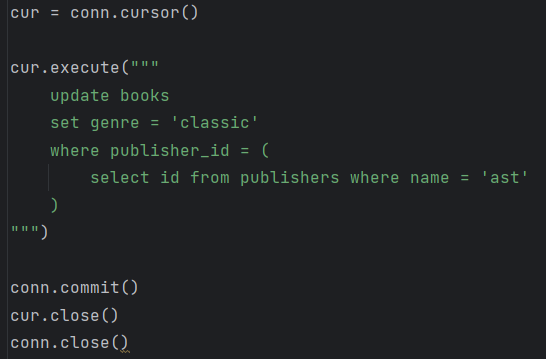 cur = conn.cursor()
cur.execute("""
    update books
    set genre = 'classic'
    where publisher_id = (
        select id from publishers where name = 'ast'
    )
""")
conn.commit()
cur.close()
conn.close()